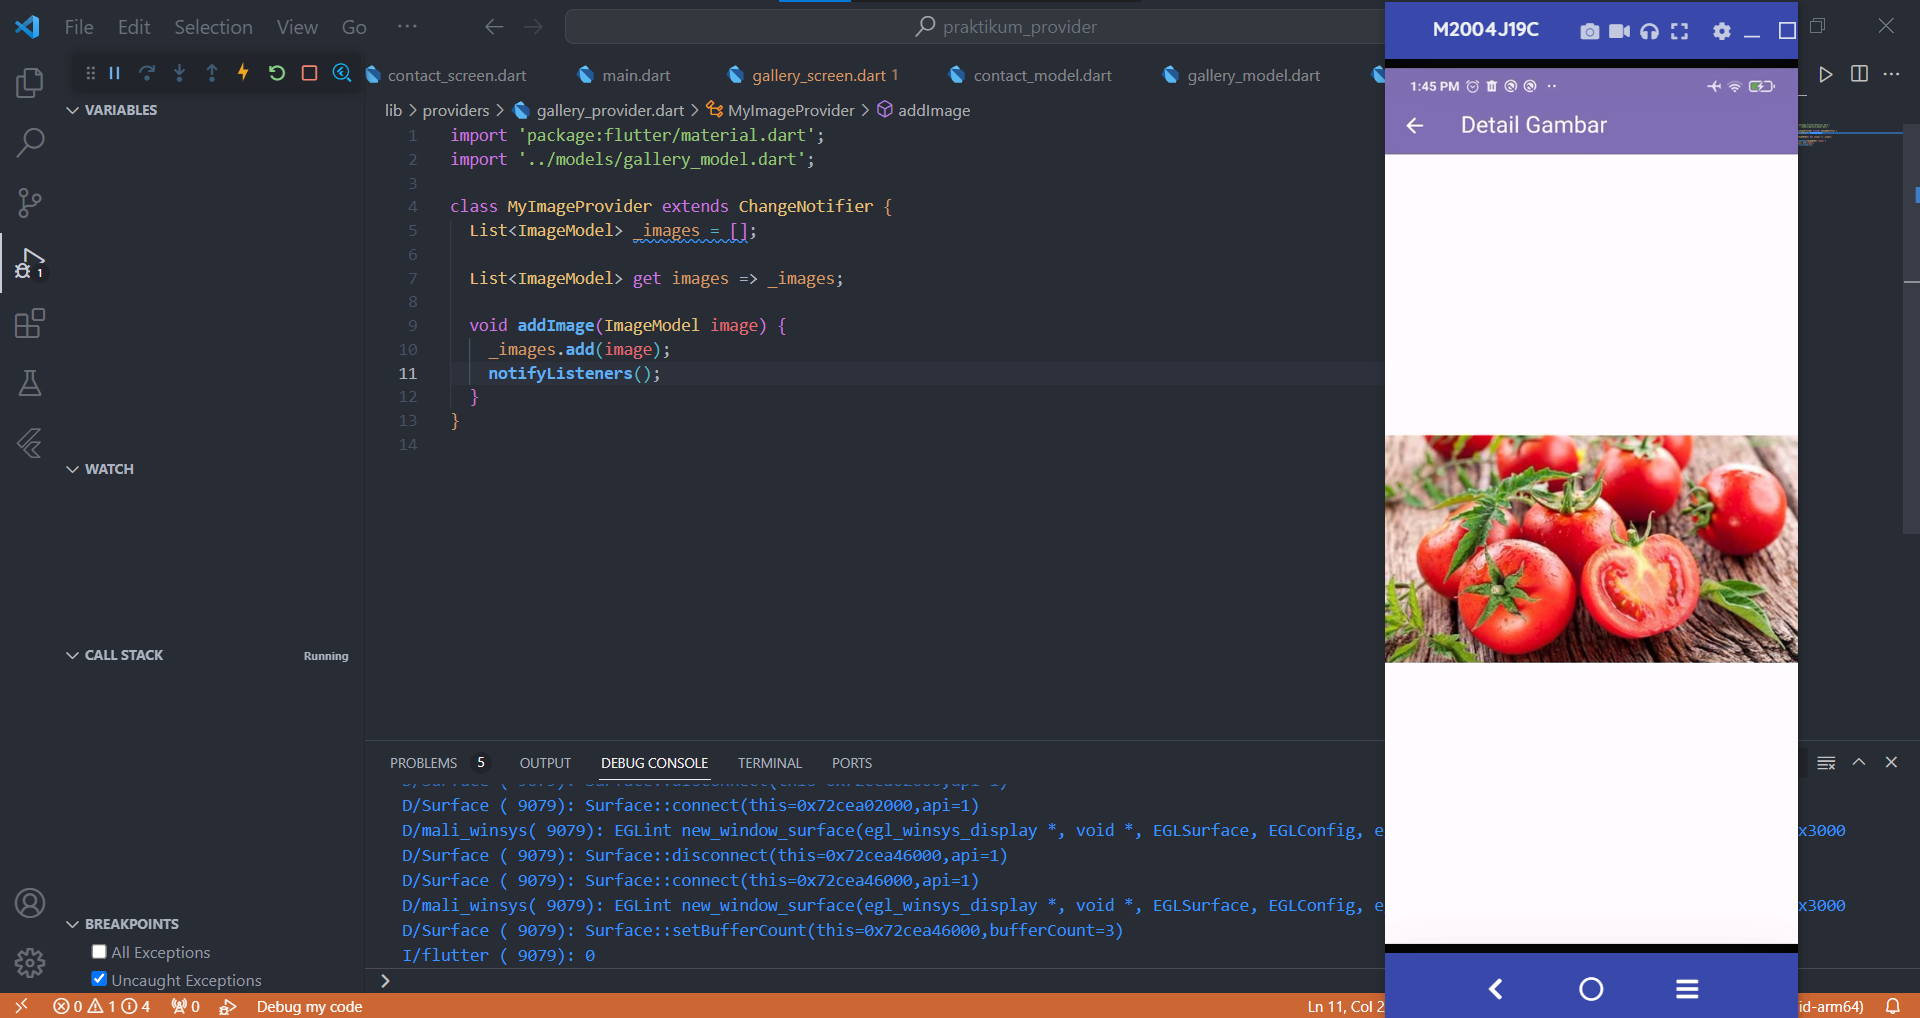 File Edit Selection View Go ···
praktikum_provider
contact_screen.dart main.dart gallery_screen.dart 1 contact_model.dart gallery_model.dart
lib > providers > gallery_provider.dart > MyImageProvider > addImage
VARIABLES
WATCH
CALL STACK Running
BREAKPOINTS
All Exceptions
Uncaught Exceptions
1
1 import 'package:flutter/material.dart';
2 import '../models/gallery_model.dart';
3
4 class MyImageProvider extends ChangeNotifier {
5 List<ImageModel> _images = [];
6
7 List<ImageModel> get images => _images;
8
9 void addImage(ImageModel image) {
10 _images.add(image);
11 notifyListeners();
12 }
13 }
14
PROBLEMS 5 OUTPUT DEBUG CONSOLE TERMINAL PORTS
D/Surface ( 9079): Surface::connect(this=0x72cea02000,api=1)
D/mali_winsys( 9079): EGLint new_window_surface(egl_winsys_display *, void *, EGLSurface, EGLConfig, e x3000
D/Surface ( 9079): Surface::disconnect(this=0x72cea46000,api=1)
D/Surface ( 9079): Surface::connect(this=0x72cea46000,api=1)
D/mali_winsys( 9079): EGLint new_window_surface(egl_winsys_display *, void *, EGLSurface, EGLConfig, e x3000
D/Surface ( 9079): Surface::setBufferCount(this=0x72cea46000,bufferCount=3)
I/flutter ( 9079): 0
>
M2004J19C
1:45 PM
Detail Gambar
0 1 4 0 Debug my code Ln 11, Col 2 id-arm64)